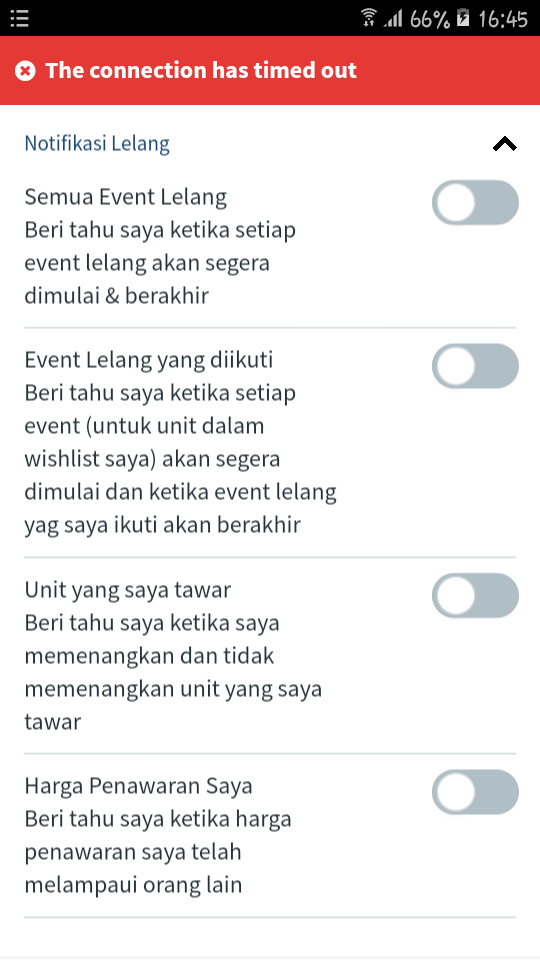 66% 16:45
The connection has timed out
Notifikasi Lelang
Semua Event Lelang
Beri tahu saya ketika setiap
event lelang akan segera
dimulai & berakhir
Event Lelang yang diikuti
Beri tahu saya ketika setiap
event (untuk unit dalam
wishlist saya) akan segera
dimulai dan ketika event lelang
yag saya ikuti akan berakhir
Unit yang saya tawar
Beri tahu saya ketika saya
memenangkan dan tidak
memenangkan unit yang saya
tawar
Harga Penawaran Saya
Beri tahu saya ketika harga
penawaran saya telah
melampaui orang lain